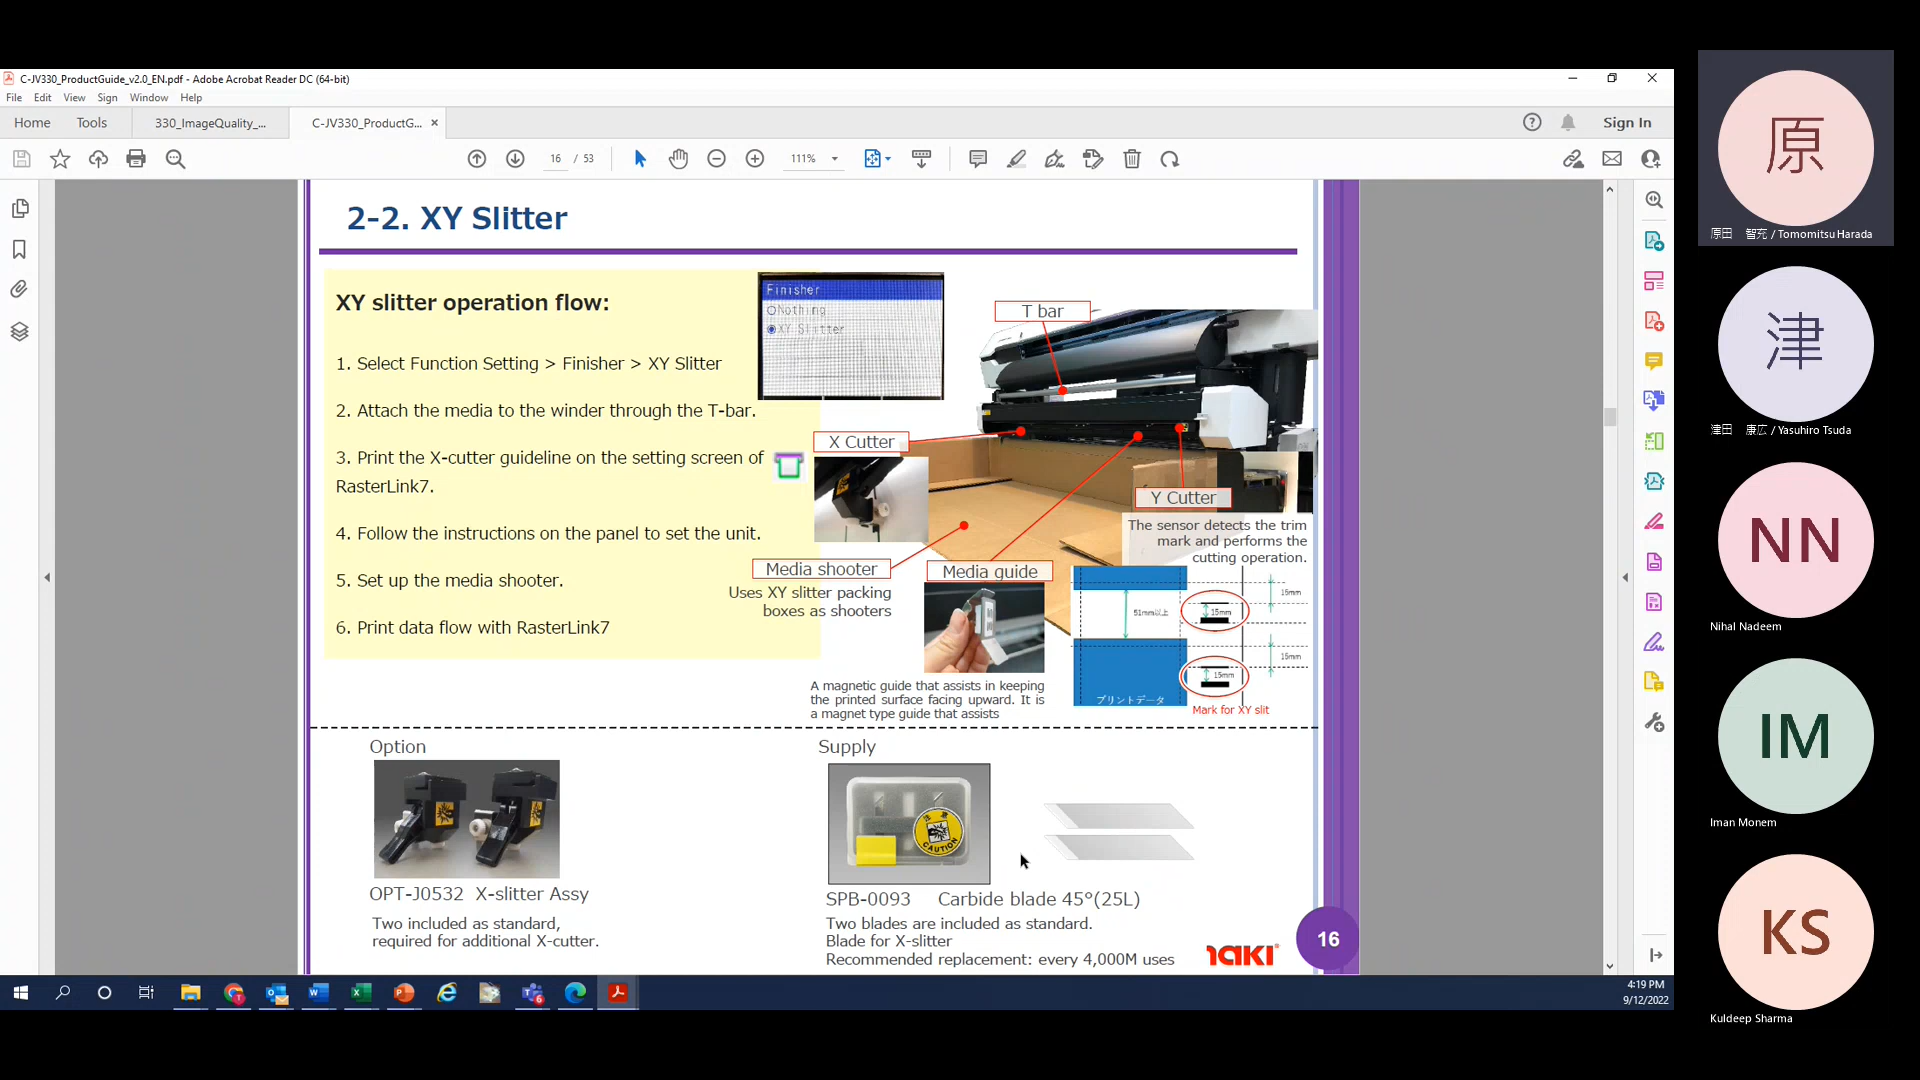 C-JV330_ProductGuide_v2.0_EN.pdf - Adobe Acrobat Reader DC (64-bit)
File Edit View Sign Window Help
Home Tools 330_ImageQuality_... C-JV330_ProductG... ×
Sign In
16 / 53
111%
2-2. XY Slitter
XY slitter operation flow:
1. Select Function Setting > Finisher > XY Slitter
2. Attach the media to the winder through the T-bar.
3. Print the X-cutter guideline on the setting screen of
RasterLink7.
4. Follow the instructions on the panel to set the unit.
5. Set up the media shooter.
6. Print data flow with RasterLink7
Finisher
Nothing
XY Slitter
T bar
X Cutter
Y Cutter
The sensor detects the trim
mark and performs the
cutting operation.
Media shooter
Uses XY slitter packing
boxes as shooters
Media guide
A magnetic guide that assists in keeping
the printed surface facing upward. It is
a magnet type guide that assists
51mm以上
15mm
15mm
15mm
15mm
プリントデータ
Mark for XY slit
Option
OPT-J0532 X-slitter Assy
Two included as standard,
required for additional X-cutter.
Supply
注意
CAUTION
SPB-0093 Carbide blade 45°(25L)
Two blades are included as standard.
Blade for X-slitter
Recommended replacement: every 4,000M uses
16
4:19 PM
9/12/2022
原
原田 智充 / Tomomitsu Harada
津
津田 康広 / Yasuhiro Tsuda
NN
Nihal Nadeem
IM
Iman Monem
KS
Kuldeep Sharma